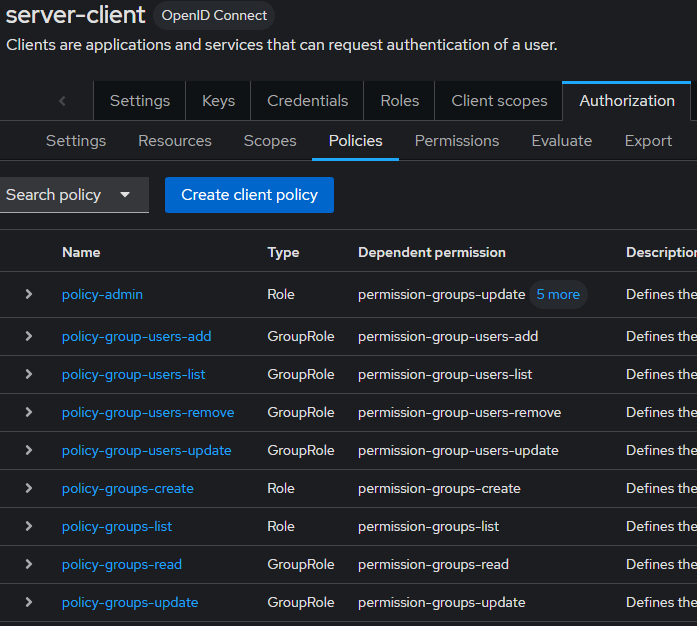 server-client OpenID Connect
Clients are applications and services that can request authentication of a user.
Settings Keys Credentials Roles Client scopes Authorization
Settings Resources Scopes Policies Permissions Evaluate Export
Search policy Create client policy
Name Type Dependent permission Description
policy-admin Role permission-groups-update 5 more Defines the
policy-group-users-add GroupRole permission-group-users-add Defines the
policy-group-users-list GroupRole permission-group-users-list Defines the
policy-group-users-remove GroupRole permission-group-users-remove Defines the
policy-group-users-update GroupRole permission-group-users-update Defines the
policy-groups-create Role permission-groups-create Defines the
policy-groups-list Role permission-groups-list Defines the
policy-groups-read GroupRole permission-groups-read Defines the
policy-groups-update GroupRole permission-groups-update Defines the